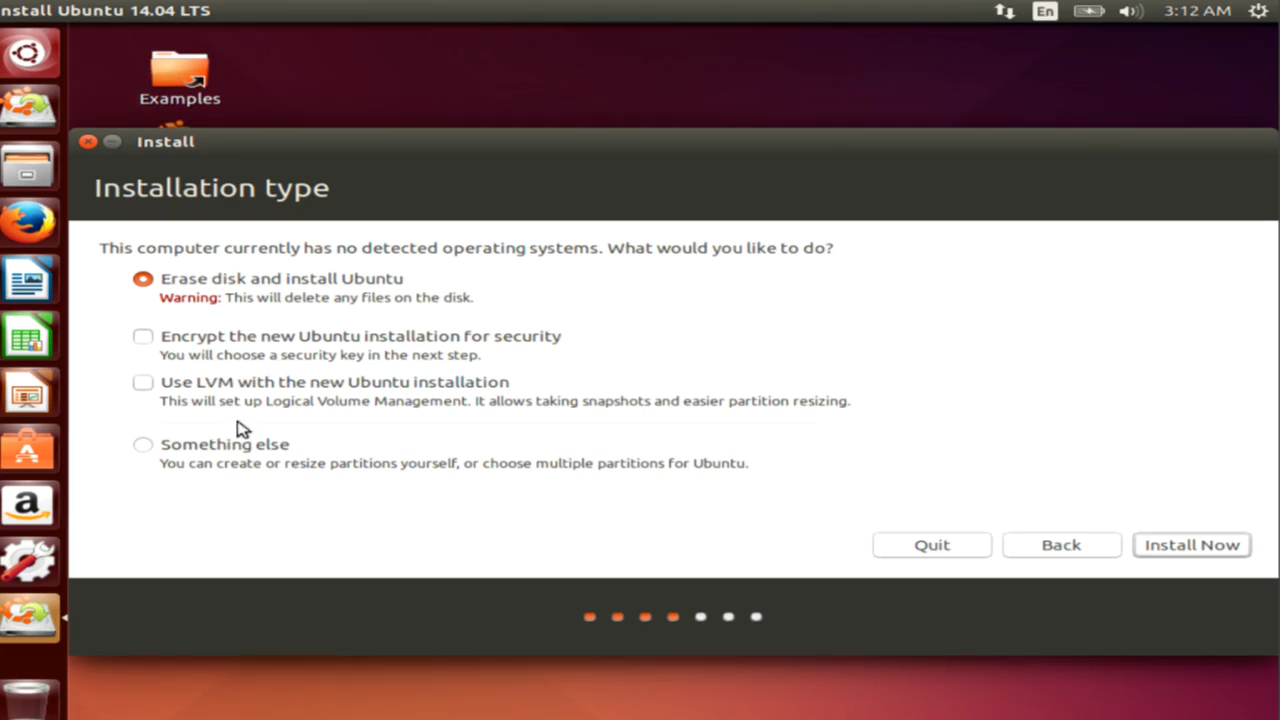 nstall Ubuntu 14.04 LTS
En
3:12 AM
Examples
Install
Installation type
This computer currently has no detected operating systems. What would you like to do?
Erase disk and install Ubuntu
Warning: This will delete any files on the disk.
Encrypt the new Ubuntu installation for security
You will choose a security key in the next step.
Use LVM with the new Ubuntu installation
This will set up Logical Volume Management. It allows taking snapshots and easier partition resizing.
Something else
You can create or resize partitions yourself, or choose multiple partitions for Ubuntu.
Quit
Back
Install Now
a